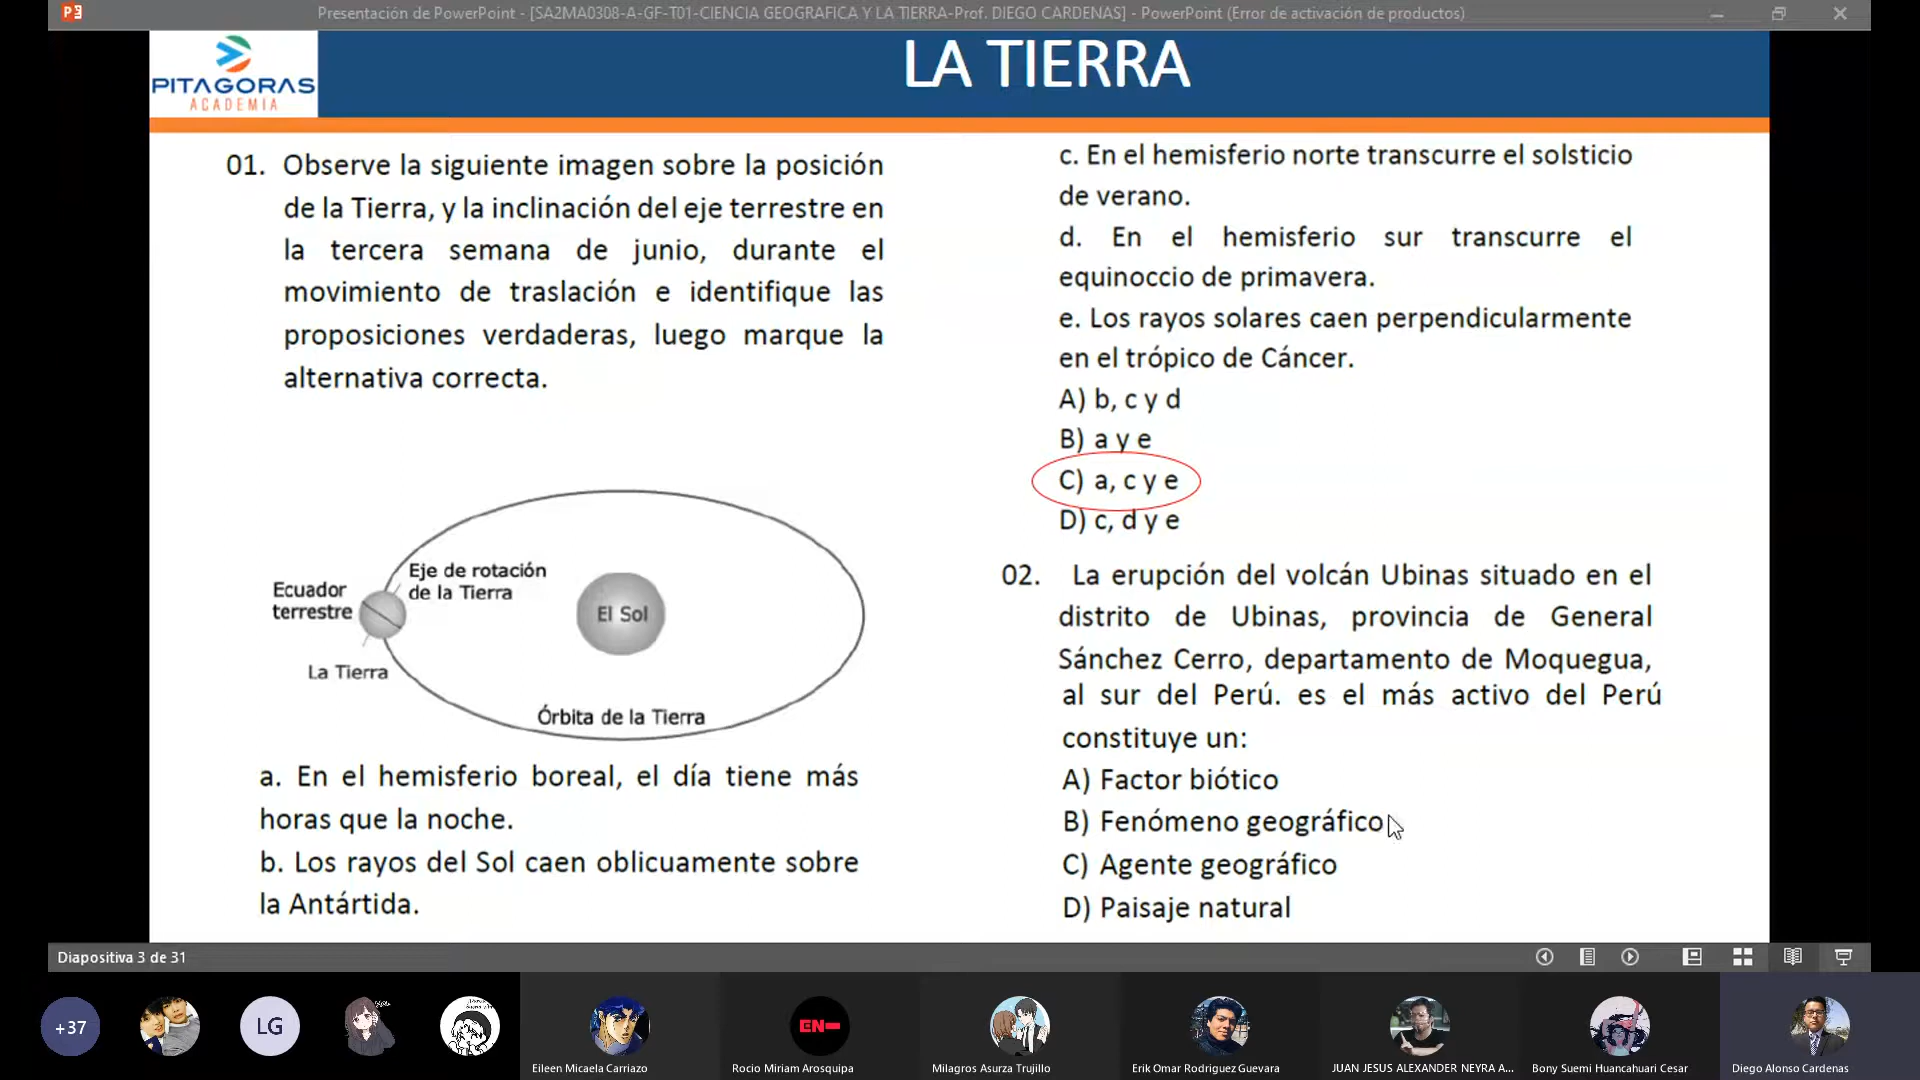 Presentación de PowerPoint - [SA2MA0308-A-GF-T01-CIENCIA GEOGRAFICA Y LA TIERRA-Prof. DIEGO CARDENAS] - PowerPoint (Error de activación de productos)
PITAGORAS
ACADEMIA
LA TIERRA
01. Observe la siguiente imagen sobre la posición
de la Tierra, y la inclinación del eje terrestre en
la tercera semana de junio, durante el
movimiento de traslación e identifique las
proposiciones verdaderas, luego marque la
alternativa correcta.
Eje de rotación
de la Tierra
Ecuador
terrestre
El Sol
La Tierra
Órbita de la Tierra
a. En el hemisferio boreal, el día tiene más
horas que la noche.
b. Los rayos del Sol caen oblicuamente sobre
la Antártida.
c. En el hemisferio norte transcurre el solsticio
de verano.
d. En el hemisferio sur transcurre el
equinoccio de primavera.
e. Los rayos solares caen perpendicularmente
en el trópico de Cáncer.
A) b, c y d
B) a y e
C) a, c y e
D) c, d y e
02. La erupción del volcán Ubinas situado en el
distrito de Ubinas, provincia de General
Sánchez Cerro, departamento de Moquegua,
al sur del Perú. es el más activo del Perú
constituye un:
A) Factor biótico
B) Fenómeno geográfico
C) Agente geográfico
D) Paisaje natural
Diapositiva 3 de 31
+37
LG
EN
Eileen Micaela Carriazo
Rocio Miriam Arosquipa
Milagros Asurza Trujillo
Erik Omar Rodriguez Guevara
JUAN JESUS ALEXANDER NEYRA A...
Bony Suemi Huancahuari Cesar
Diego Alonso Cardenas